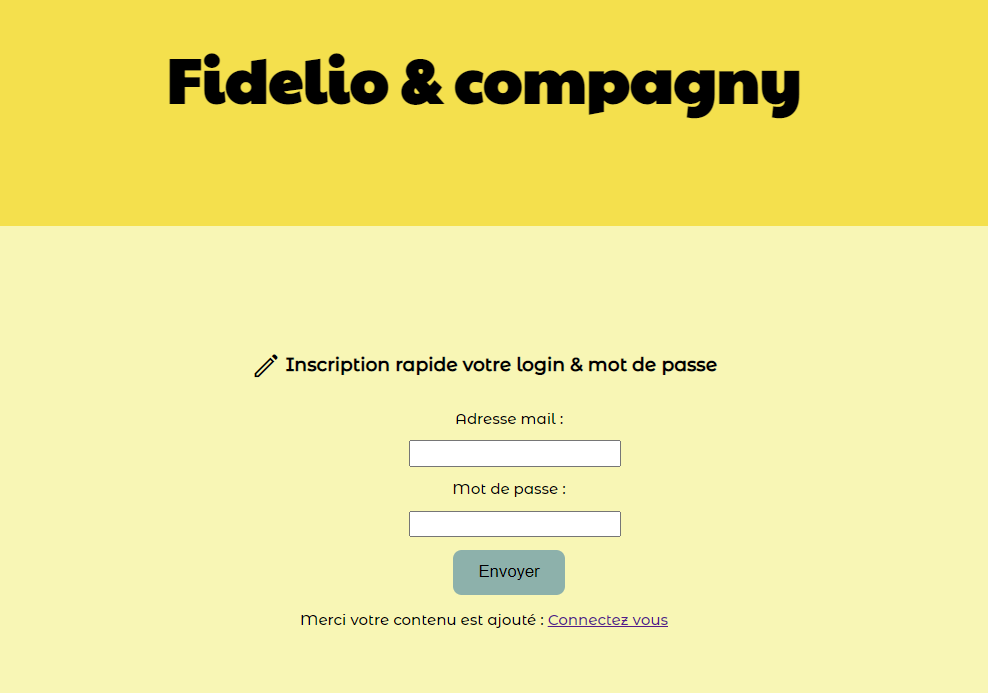 Fidelio & compagny
Inscription rapide votre login & mot de passe
Adresse mail :
Mot de passe :
Envoyer
Merci votre contenu est ajouté : Connectez vous